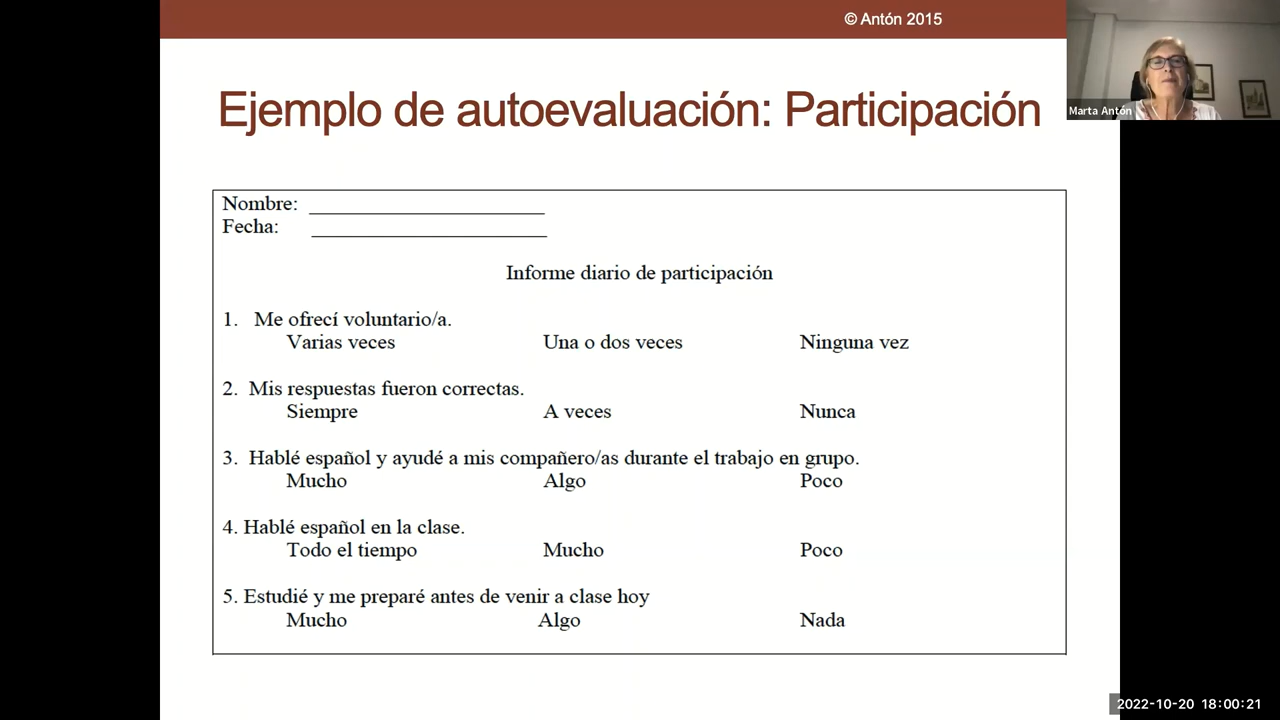 © Antón 2015
Marta Antón
Ejemplo de autoevaluación: Participación
Nombre: ______________________
Fecha: ______________________
Informe diario de participación
1. Me ofrecí voluntario/a.
Varias veces Una o dos veces Ninguna vez
2. Mis respuestas fueron correctas.
Siempre A veces Nunca
3. Hablé español y ayudé a mis compañero/as durante el trabajo en grupo.
Mucho Algo Poco
4. Hablé español en la clase.
Todo el tiempo Mucho Poco
5. Estudié y me preparé antes de venir a clase hoy
Mucho Algo Nada
2022-10-20 18:00:21